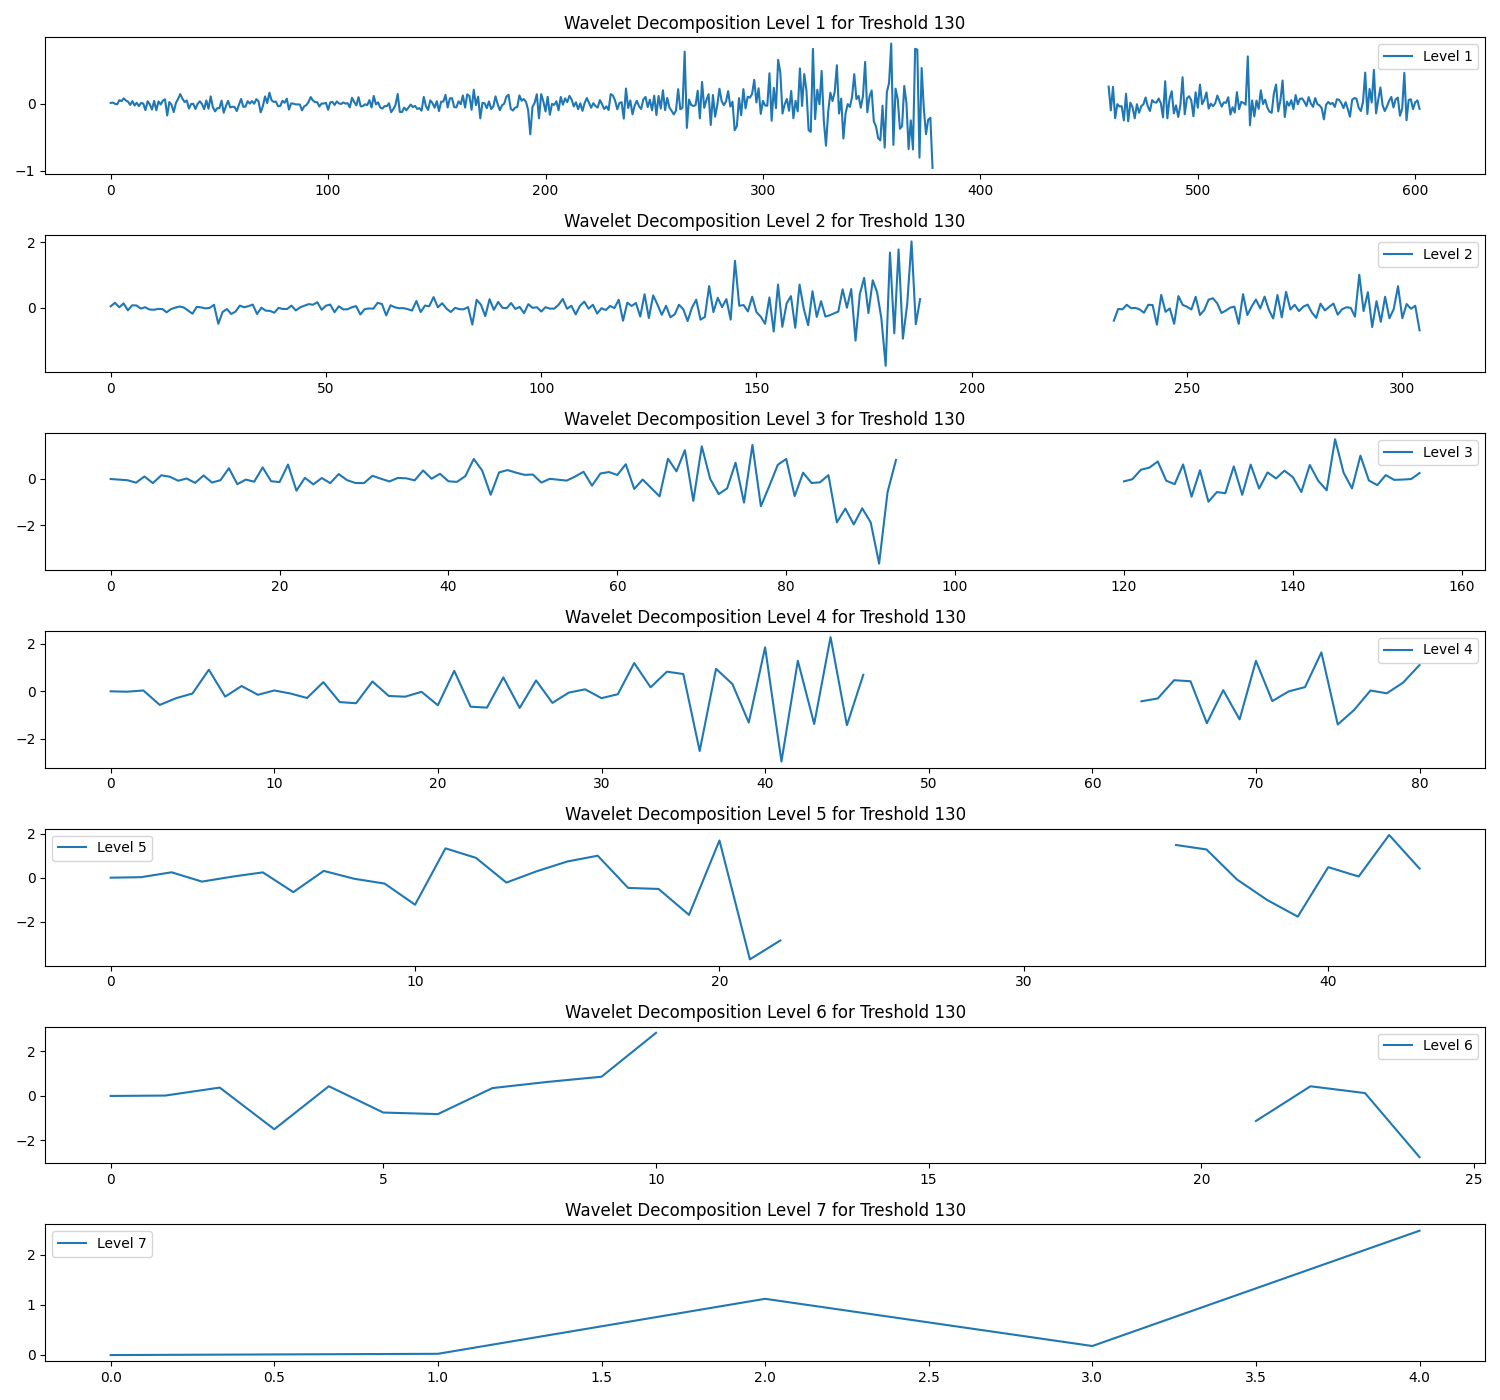 Wavelet Decomposition Level 1 for Treshold 130
Level 1
0
−1
0 100 200 300 400 500 600
Wavelet Decomposition Level 2 for Treshold 130
2
Level 2
0
0 50 100 150 200 250 300
Wavelet Decomposition Level 3 for Treshold 130
Level 3
0
−2
0 20 40 60 80 100 120 140 160
Wavelet Decomposition Level 4 for Treshold 130
2
Level 4
0
−2
0 10 20 30 40 50 60 70 80
Wavelet Decomposition Level 5 for Treshold 130
2
Level 5
0
−2
0 10 20 30 40
Wavelet Decomposition Level 6 for Treshold 130
Level 6
2
0
−2
0 5 10 15 20 25
Wavelet Decomposition Level 7 for Treshold 130
Level 7
2
1
0
0.0 0.5 1.0 1.5 2.0 2.5 3.0 3.5 4.0